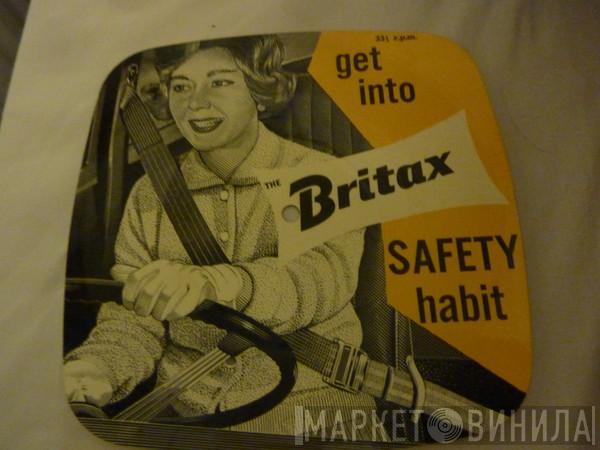 33⅓ r.p.m.
get
into
THE Britax
SAFETY
habit
МАРКЕТ ВИНИЛА